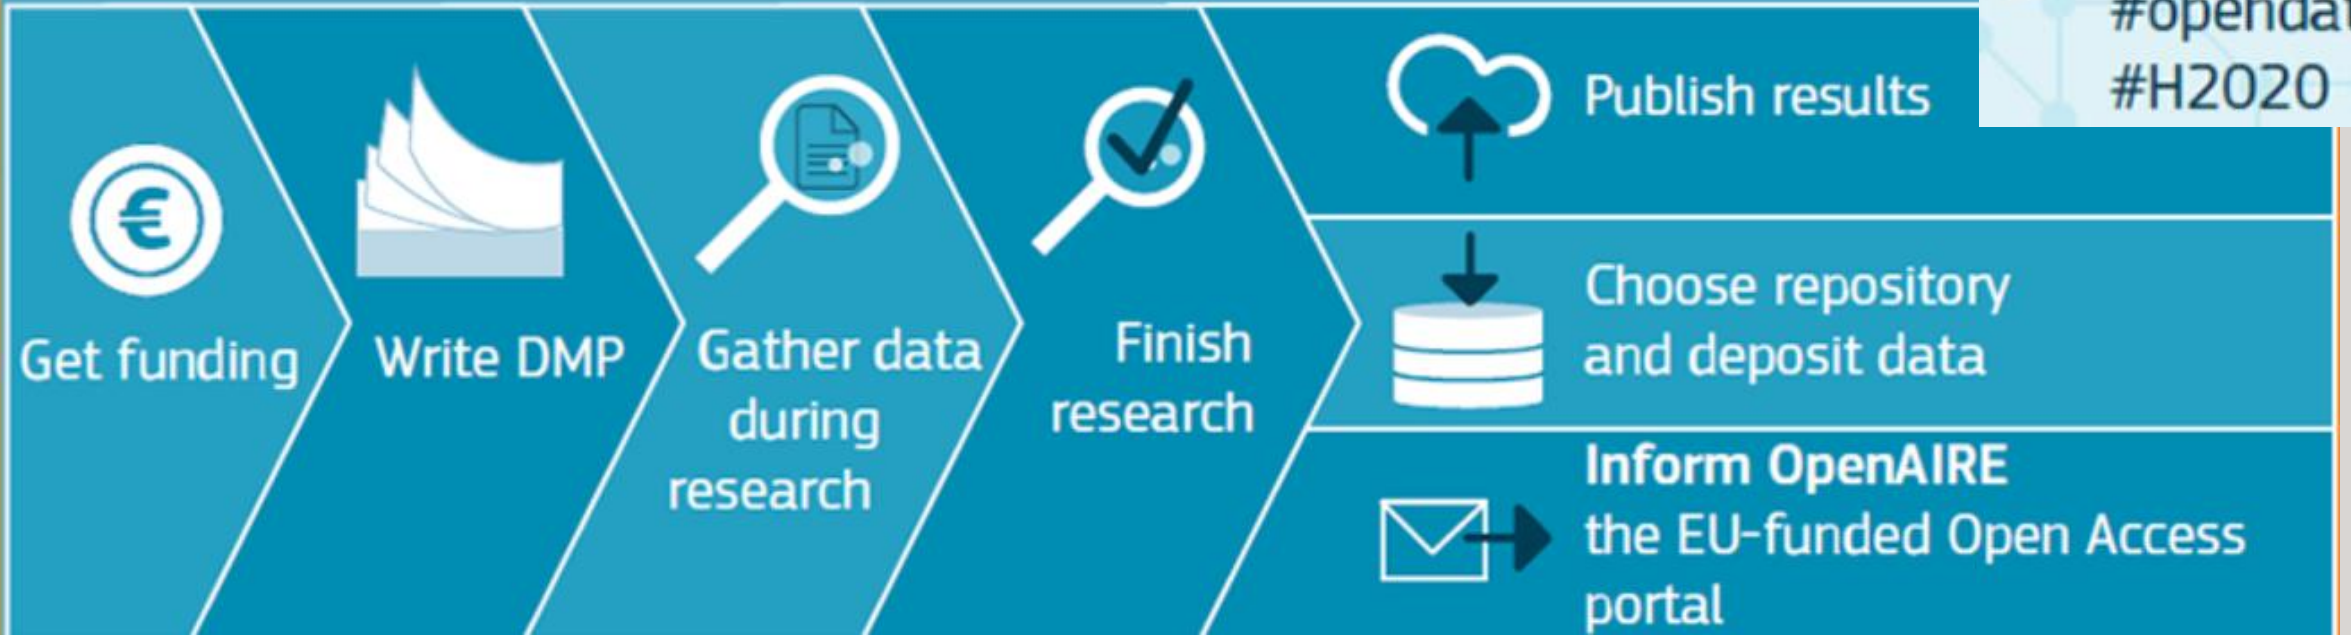 #openda
#H2020
Get funding
Write DMP
Gather data
during
research
Finish
research
Publish results
Choose repository
and deposit data
Inform OpenAIRE
the EU-funded Open Access
portal